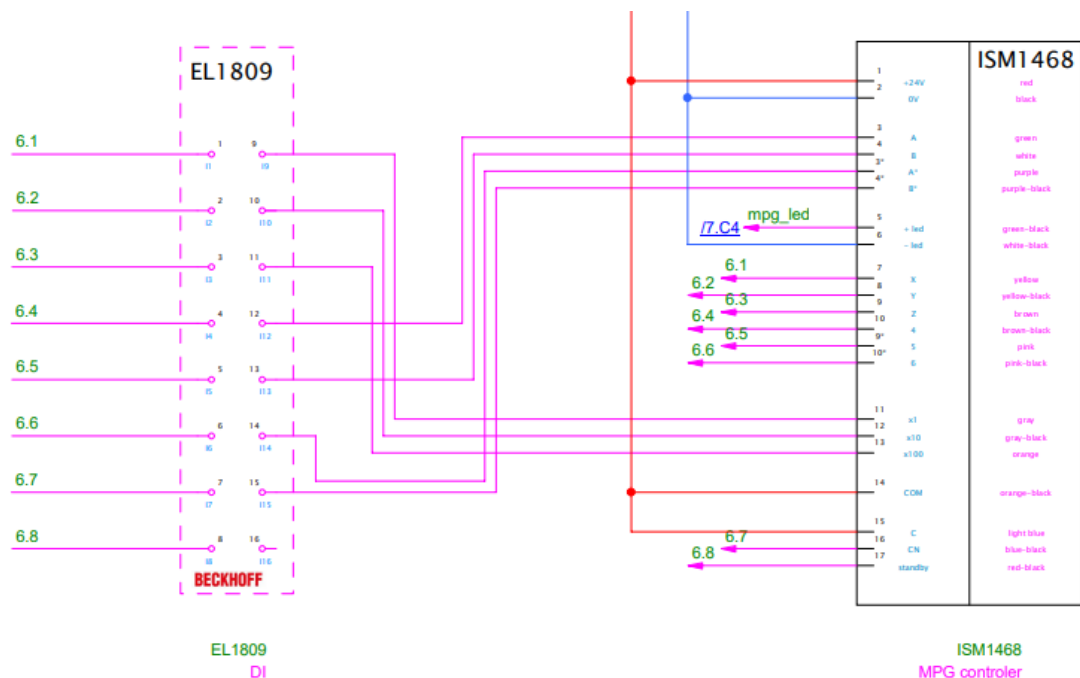 EL1809
6.1
1
9
I1
I9
6.2
2
10
I2
I10
6.3
3
11
I3
I11
6.4
4
12
I4
I12
6.5
5
13
I5
I13
6.6
6
14
I6
I14
6.7
7
15
I7
I15
6.8
8
16
I8
I16
BECKHOFF
EL1809
DI
ISM1468
1
+24V
red
2
0V
black
3
A
green
4
B
white
3*
A*
purple
4*
B*
purple-black
mpg_led
/7.C4
5
+ led
green-black
6
- led
white-black
6.1
7
X
yellow
6.2
8
Y
yellow-black
6.3
9
Z
brown
6.4
10
4
brown-black
6.5
9*
5
pink
6.6
10*
6
pink-black
11
x1
gray
12
x10
gray-black
13
x100
orange
14
COM
orange-black
15
C
light blue
6.7
16
CN
blue-black
6.8
17
standby
red-black
ISM1468
MPG controler